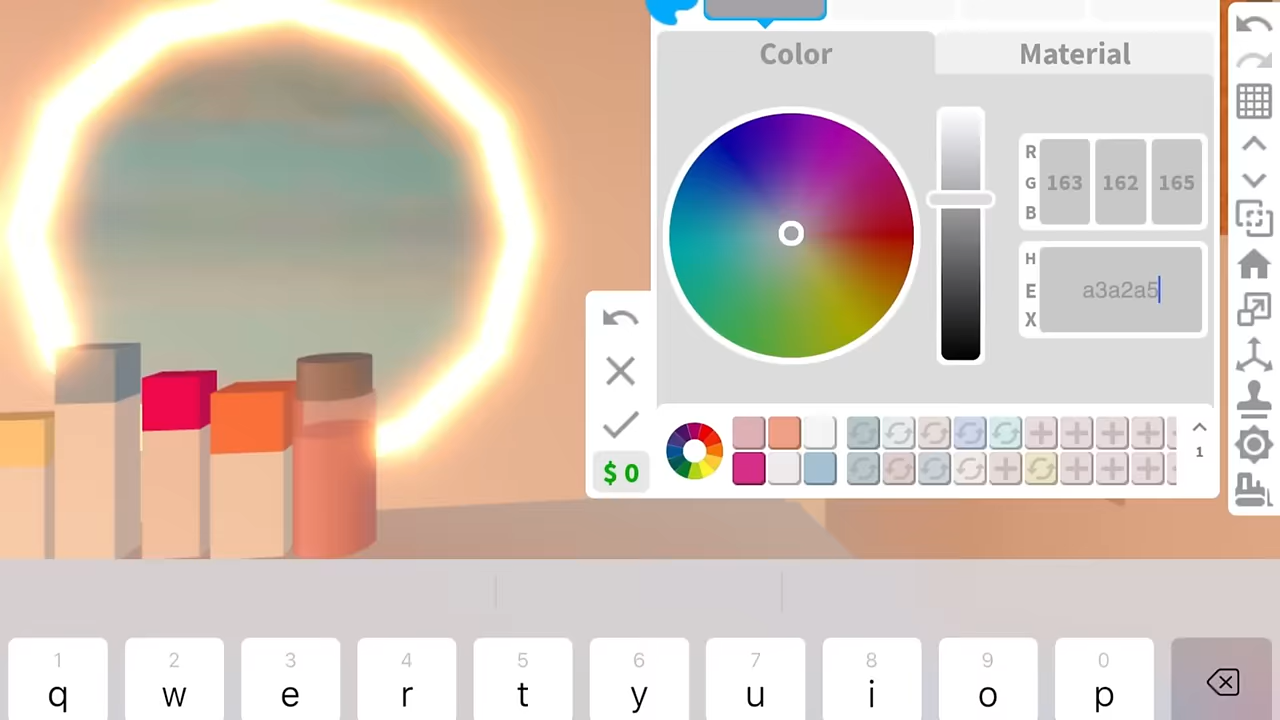 Color
Material
R
G
B
163
162
165
H
E
X
a3a2a5
$ 0
1
1
2
3
4
5
6
7
8
9
0
q
w
e
r
t
y
u
i
o
p